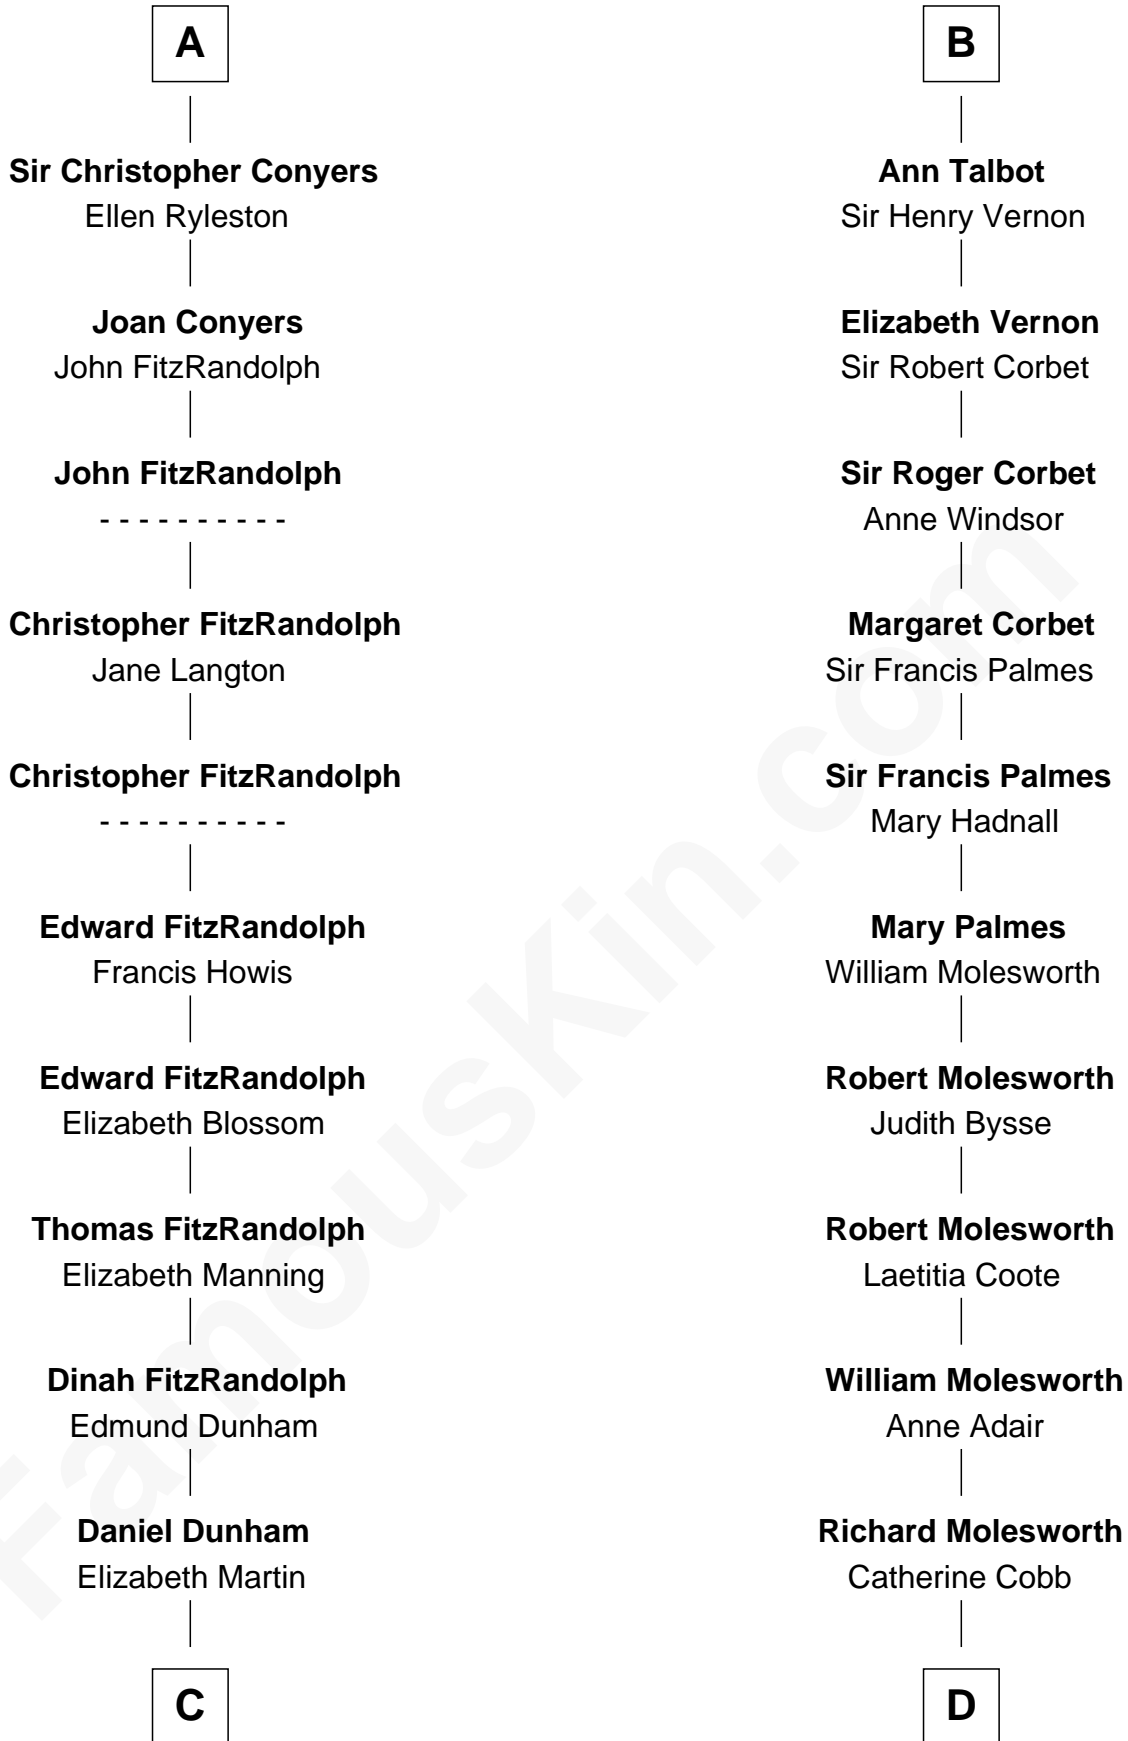 A
Sir Christopher Conyers
Ellen Ryleston
Joan Conyers
John FitzRandolph
John FitzRandolph
- - - - - - - - - -
Christopher FitzRandolph
Jane Langton
Christopher FitzRandolph
- - - - - - - - - -
Edward FitzRandolph
Francis Howis
Edward FitzRandolph
Elizabeth Blossom
Thomas FitzRandolph
Elizabeth Manning
Dinah FitzRandolph
Edmund Dunham
Daniel Dunham
Elizabeth Martin
C
B
Ann Talbot
Sir Henry Vernon
Elizabeth Vernon
Sir Robert Corbet
Sir Roger Corbet
Anne Windsor
Margaret Corbet
Sir Francis Palmes
Sir Francis Palmes
Mary Hadnall
Mary Palmes
William Molesworth
Robert Molesworth
Judith Bysse
Robert Molesworth
Laetitia Coote
William Molesworth
Anne Adair
Richard Molesworth
Catherine Cobb
D
FamousKin.com